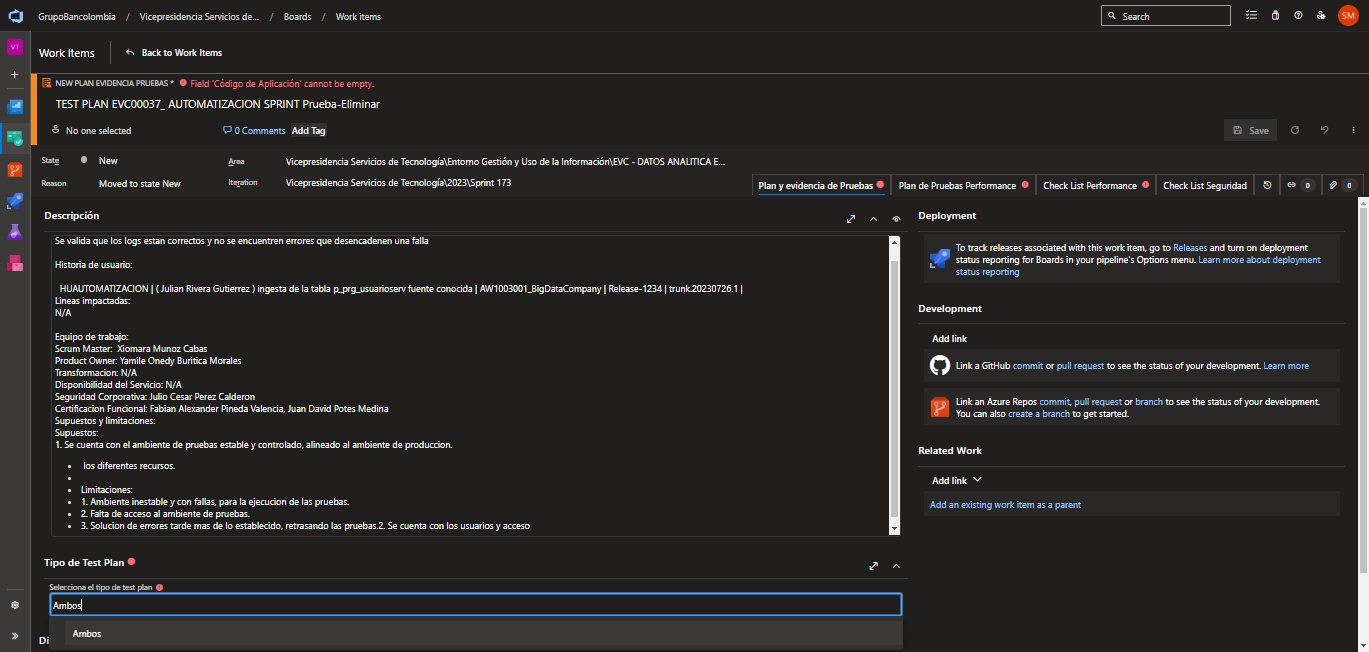 GrupoBancolombia / Vicepresidencia Servicios de... / Boards / Work items
Search
SM
VT
Work Items
Back to Work Items
NEW PLAN EVIDENCIA PRUEBAS * Field 'Código de Aplicación' cannot be empty.
TEST PLAN EVC00037_ AUTOMATIZACION SPRINT Prueba-Eliminar
No one selected
0 Comments
Add Tag
Save
State
New
Area
Vicepresidencia Servicios de Tecnología\Entorno Gestión y Uso de la Información\EVC - DATOS ANALITICA E...
Reason
Moved to state New
Iteration
Vicepresidencia Servicios de Tecnología\2023\Sprint 173
Plan y evidencia de Pruebas
Plan de Pruebas Performance
Check List Performance
Check List Seguridad
0
0
Descripción
Se valida que los logs estan correctos y no se encuentren errores que desencadenen una falla
Historia de usuario:
HUAUTOMATIZACION | ( Julian Rivera Gutierrez ) ingesta de la tabla p_prg_usuarioserv fuente conocida | AW1003001_BigDataCompany | Release-1234 | trunk.20230726.1 |
Lineas impactadas:
N/A
Equipo de trabajo:
Scrum Master:  Xiomara Munoz Cabas
Product Owner: Yamile Onedy Buritica Morales
Transformacion: N/A
Disponibilidad del Servicio: N/A
Seguridad Corporativa: Julio Cesar Perez Calderon
Certificacion Funcional: Fabian Alexander Pineda Valencia, Juan David Potes Medina
Supuestos y limitaciones:
Supuestos:
1. Se cuenta con el ambiente de pruebas estable y controlado, alineado al ambiente de produccion.
• los diferentes recursos.
•
• Limitaciones:
• 1. Ambiente inestable y con fallas, para la ejecucion de las pruebas.
• 2. Falta de acceso al ambiente de pruebas.
• 3. Solucion de errores tarde mas de lo establecido, retrasando las pruebas.2. Se cuenta con los usuarios y acceso
Tipo de Test Plan
Selecciona el tipo de test plan
Ambos
Ambos
Di
Deployment
To track releases associated with this work item, go to Releases and turn on deployment
status reporting for Boards in your pipeline's Options menu. Learn more about deployment
status reporting
Development
Add link
Link a GitHub commit or pull request to see the status of your development. Learn more
Link an Azure Repos commit, pull request or branch to see the status of your development.
You can also create a branch to get started.
Related Work
Add link
Add an existing work item as a parent